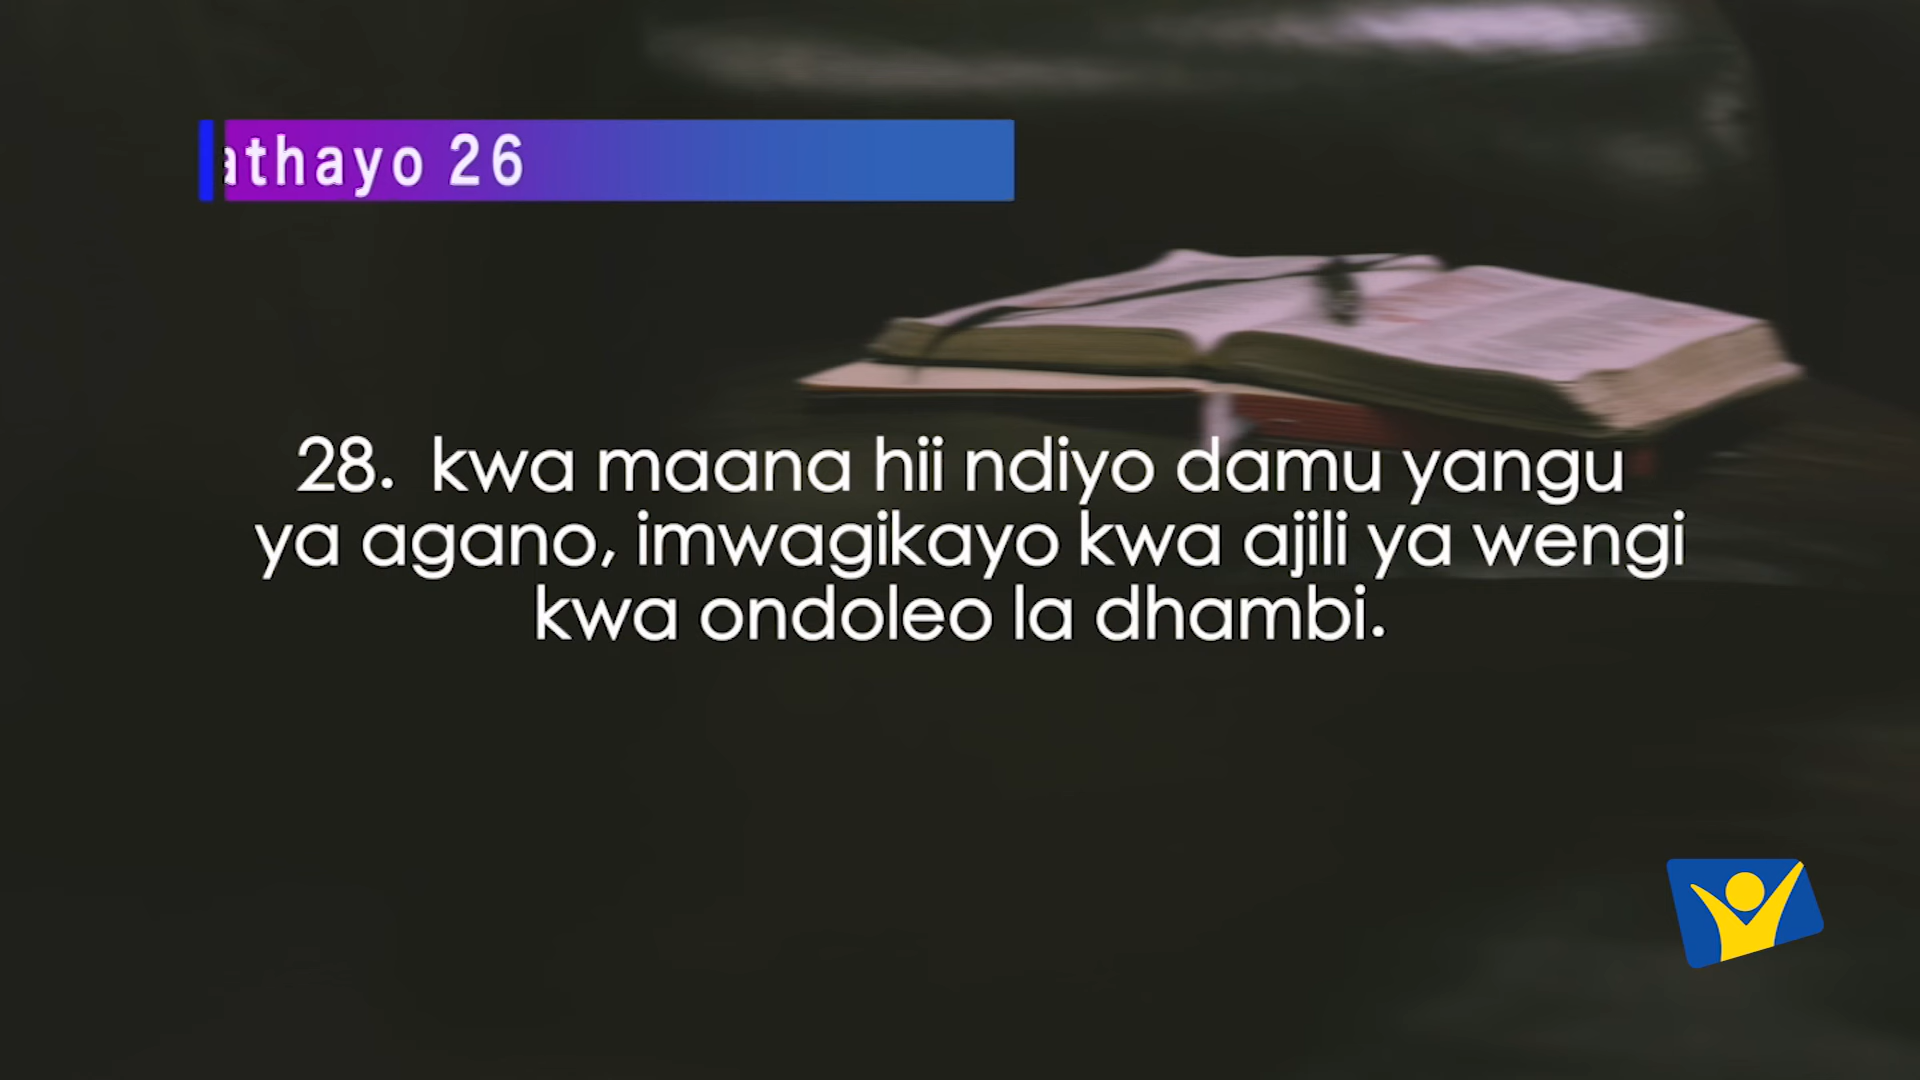 athayo 26
28. kwa maana hii ndiyo damu yangu
ya agano, imwagikayo kwa ajili ya wengi
kwa ondoleo la dhambi.